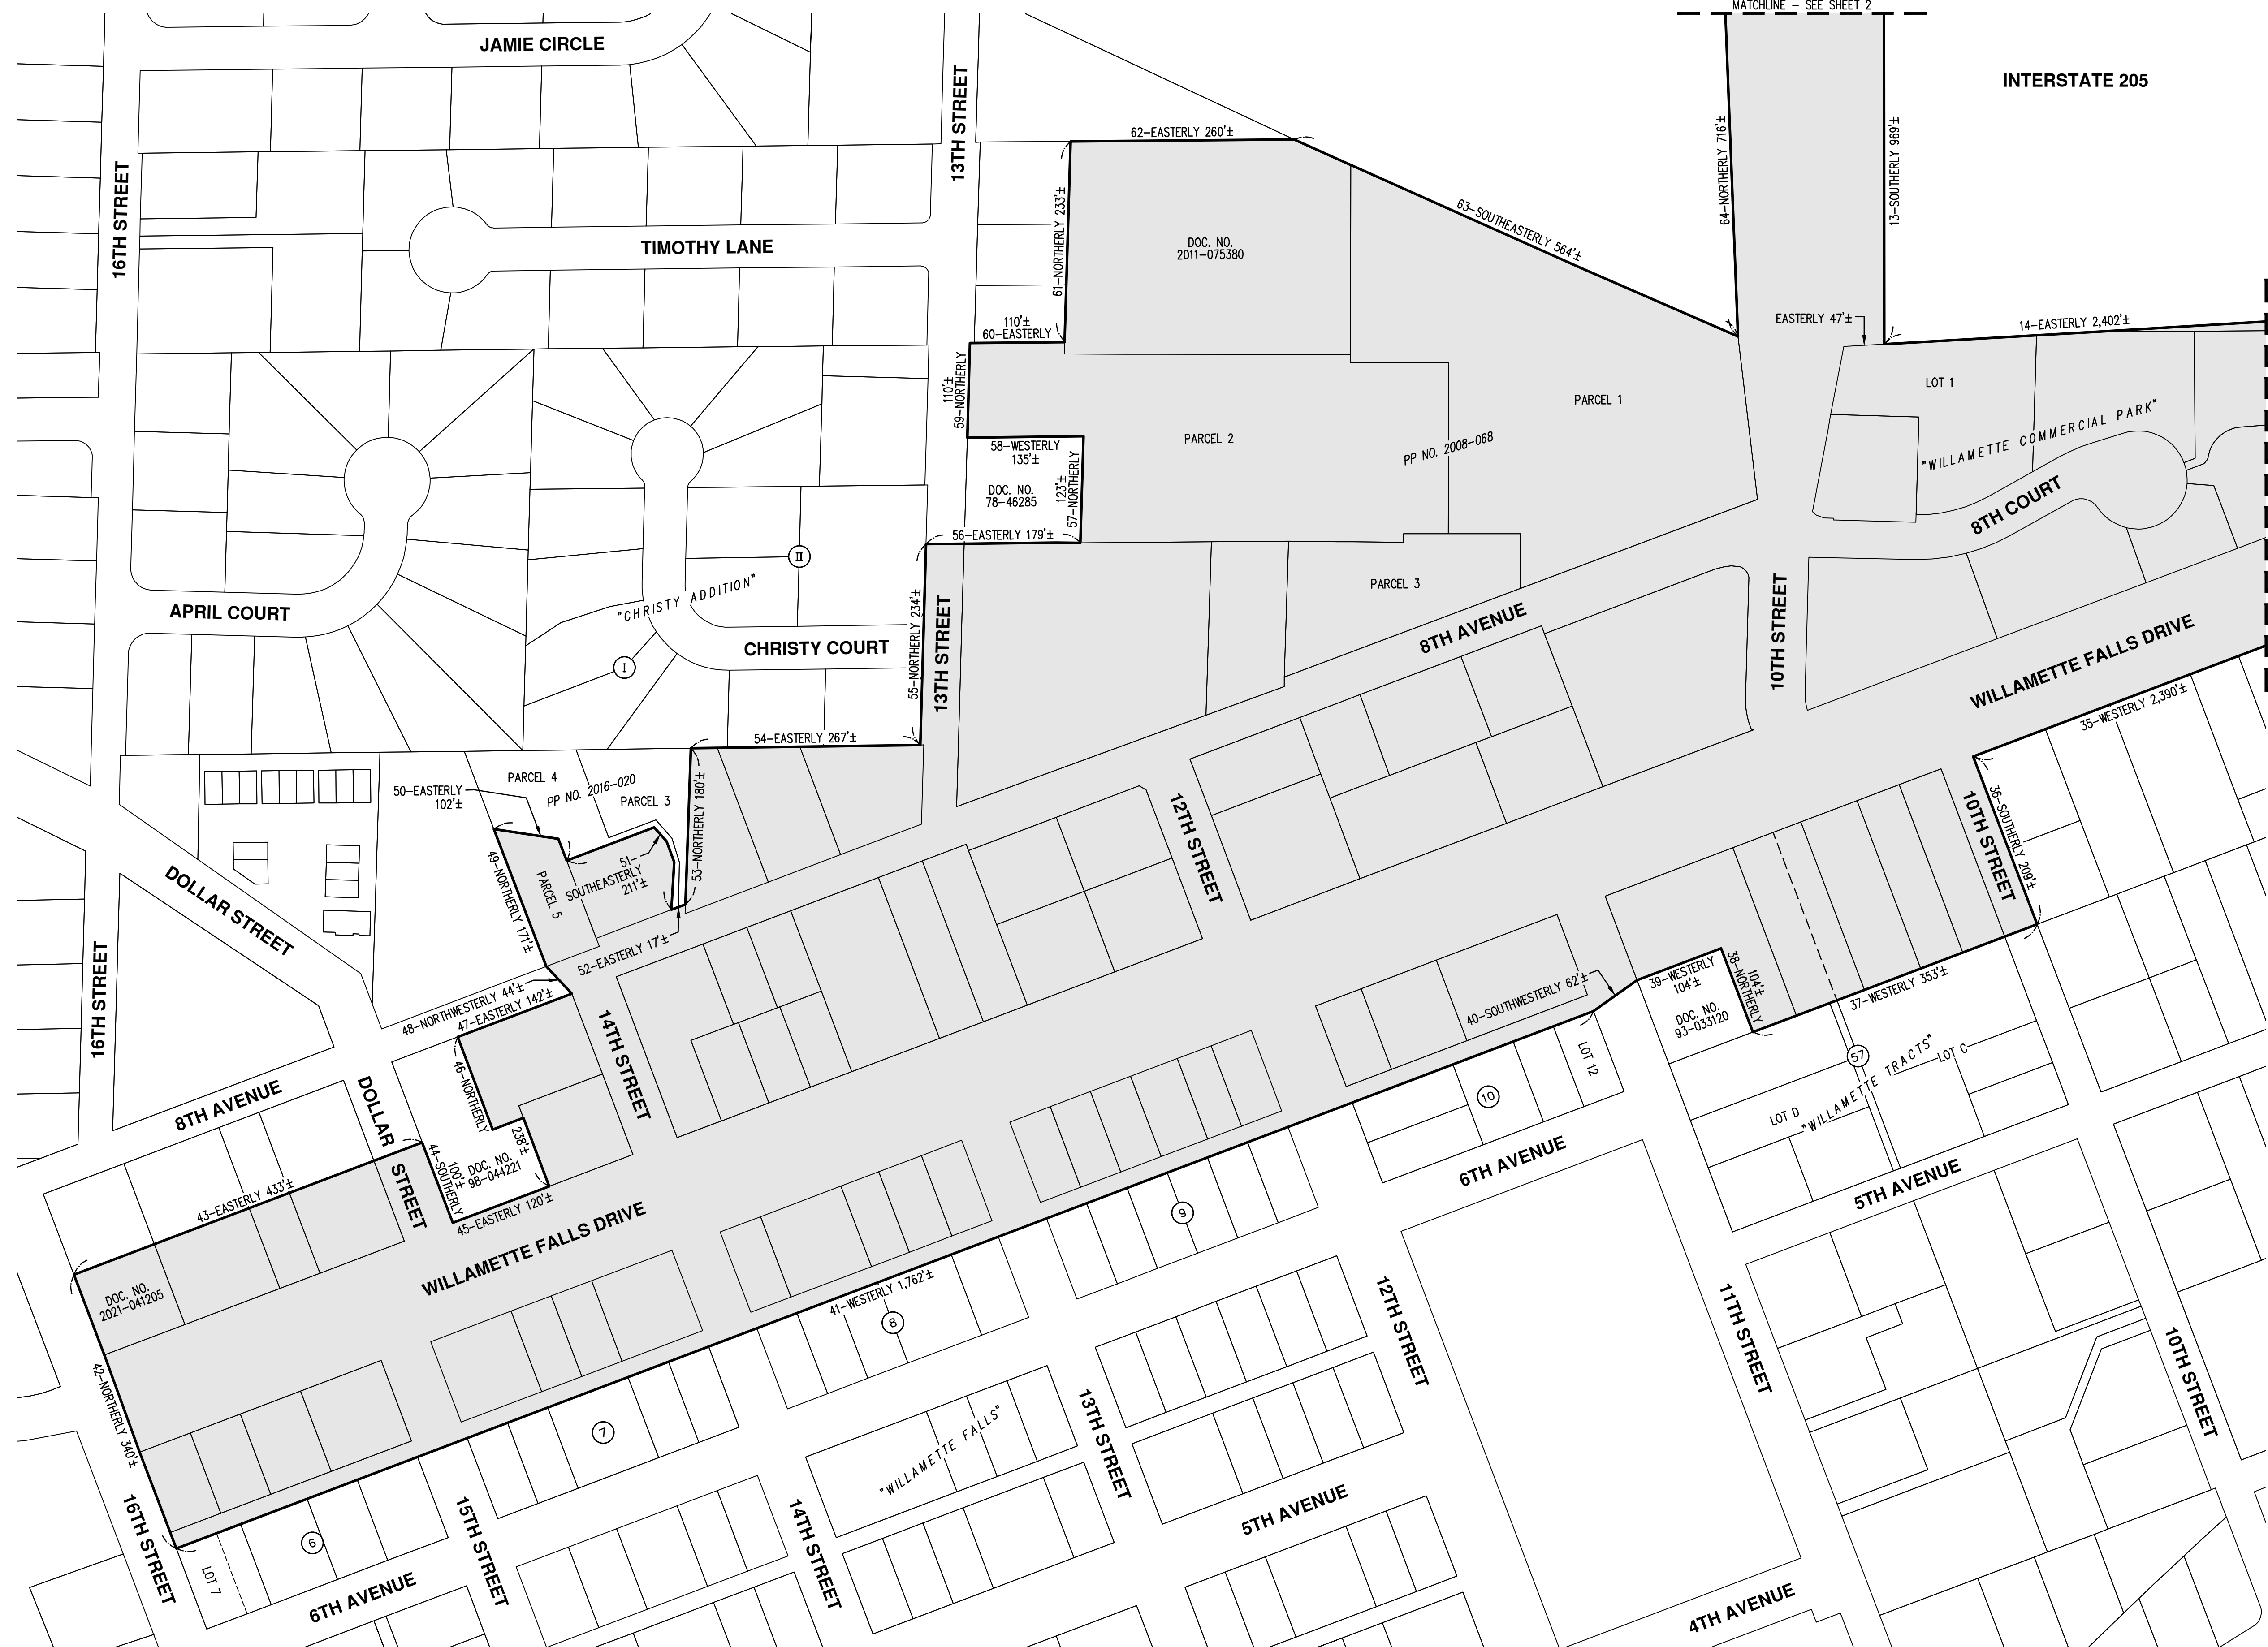 MATCHLINE – SEE SHEET 2
JAMIE CIRCLE
INTERSTATE 205
13TH STREET
16TH STREET
62–EASTERLY 260'±
64–NORTHERLY 716'±
13–SOUTHERLY 969'±
61–NORTHERLY 233'±
63–SOUTHEASTERLY 564'±
TIMOTHY LANE
DOC. NO.
2011–075380
110'±
60–EASTERLY
EASTERLY 47'±
14–EASTERLY 2,402'±
110'±
59–NORTHERLY
LOT 1
PARCEL 1
PARCEL 2
PP NO. 2008–068
"WILLAMETTE COMMERCIAL PARK"
58–WESTERLY
135'±
DOC. NO.
78–46285
123'±
57–NORTHERLY
8TH COURT
56–EASTERLY 179'±
II
"CHRISTY ADDITION"
PARCEL 3
APRIL COURT
8TH AVENUE
10TH STREET
CHRISTY COURT
55–NORTHERLY 234'±
13TH STREET
I
WILLAMETTE FALLS DRIVE
35–WESTERLY 2,390'±
54–EASTERLY 267'±
PARCEL 4
PP NO. 2016–020
50–EASTERLY
102'±
PARCEL 3
53–NORTHERLY 180'±
12TH STREET
10TH STREET
36–SOUTHERLY 209'±
49–NORTHERLY 171'±
PARCEL 5
51–
SOUTHEASTERLY
211'±
DOLLAR STREET
52–EASTERLY 17'±
16TH STREET
48–NORTHWESTERLY 44'±
47–EASTERLY 142'±
14TH STREET
40–SOUTHWESTERLY 62'±
39–WESTERLY
104'±
104'±
38–NORTHERLY
DOC. NO.
93–033120
37–WESTERLY 353'±
57
LOT C
LOT D
"WILLAMETTE TRACTS"
LOT 12
10
8TH AVENUE
DOLLAR
STREET
46–NORTHERLY
238'±
44–SOUTHERLY
100'±
DOC. NO.
98–044221
45–EASTERLY 120'±
43–EASTERLY 433'±
6TH AVENUE
5TH AVENUE
9
WILLAMETTE FALLS DRIVE
DOC. NO.
2021–041205
41–WESTERLY 1,762'±
8
12TH STREET
11TH STREET
10TH STREET
42–NORTHERLY 340'±
7
13TH STREET
"WILLAMETTE FALLS"
16TH STREET
15TH STREET
14TH STREET
5TH AVENUE
6
LOT 7
6TH AVENUE
4TH AVENUE